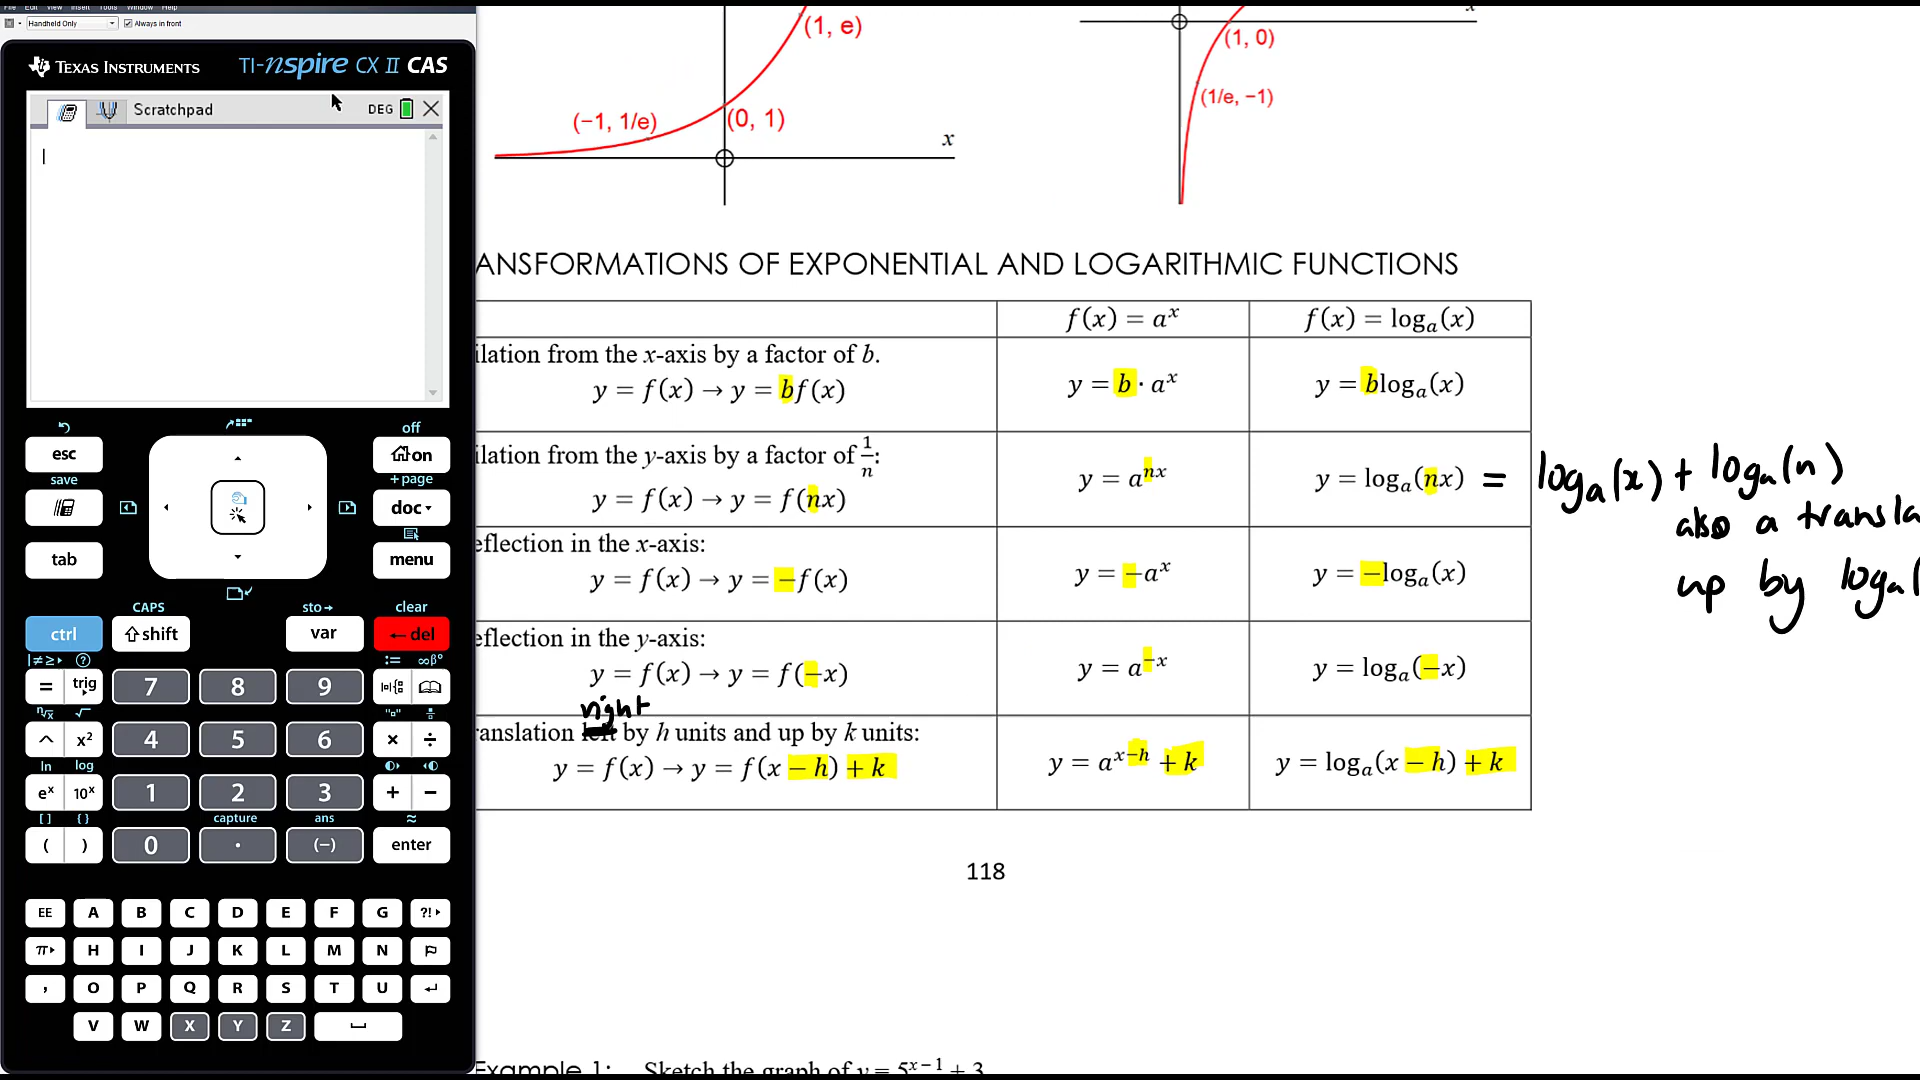 File Edit View Insert Tools Window Help
Handheld Only Always in front
TEXAS INSTRUMENTS TI-nspire CX II CAS
Scratchpad DEG
off
esc on
save + page
doc
tab menu
CAPS sto→ clear
ctrl ⇧shift var ←del
|≠≥▸ ? := ∞β°
= trig 7 8 9
ⁿ√x √
^ x² 4 5 6 × ÷
ln log
eˣ 10ˣ 1 2 3 + −
[] {} capture ans ≈
( ) 0 . (−) enter
EE A B C D E F G ?!▸
π▸ H I J K L M N
, O P Q R S T U ↵
V W X Y Z
(1, e)
(−1, 1/e) (0, 1)
x
x
(1, 0)
(1/e, −1)
ANSFORMATIONS OF EXPONENTIAL AND LOGARITHMIC FUNCTIONS
f(x) = aˣ f(x) = logₐ(x)
ilation from the x-axis by a factor of b.
y = f(x) → y = bf(x) y = b · aˣ y = blogₐ(x)
ilation from the y-axis by a factor of 1/n:
y = f(x) → y = f(nx) y = aⁿˣ y = logₐ(nx) = logₐ(x) + logₐ(n)
also a transla
up by logₐ(
eflection in the x-axis:
y = f(x) → y = −f(x) y = −aˣ y = −logₐ(x)
eflection in the y-axis:
y = f(x) → y = f(−x) y = a⁻ˣ y = logₐ(−x)
right
ranslation left by h units and up by k units:
y = f(x) → y = f(x − h) + k y = aˣ⁻ʰ + k y = logₐ(x − h) + k
118
Example 1: Sketch the graph of y = 5ˣ⁻¹ + 3